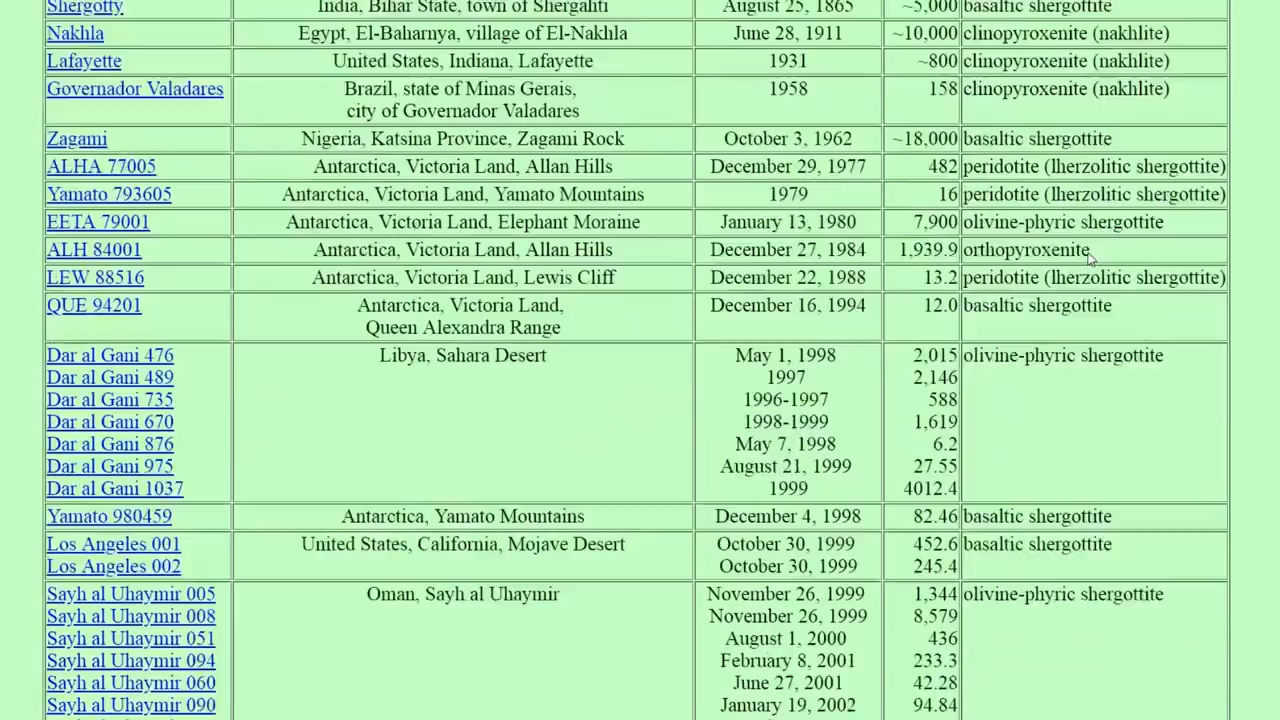 Shergotty India, Bihar State, town of Shergahti August 25, 1865 ~5,000 basaltic shergottite
Nakhla Egypt, El-Baharnya, village of El-Nakhla June 28, 1911 ~10,000 clinopyroxenite (nakhlite)
Lafayette United States, Indiana, Lafayette 1931 ~800 clinopyroxenite (nakhlite)
Governador Valadares Brazil, state of Minas Gerais, 1958 158 clinopyroxenite (nakhlite)
city of Governador Valadares
Zagami Nigeria, Katsina Province, Zagami Rock October 3, 1962 ~18,000 basaltic shergottite
ALHA 77005 Antarctica, Victoria Land, Allan Hills December 29, 1977 482 peridotite (lherzolitic shergottite)
Yamato 793605 Antarctica, Victoria Land, Yamato Mountains 1979 16 peridotite (lherzolitic shergottite)
EETA 79001 Antarctica, Victoria Land, Elephant Moraine January 13, 1980 7,900 olivine-phyric shergottite
ALH 84001 Antarctica, Victoria Land, Allan Hills December 27, 1984 1,939.9 orthopyroxenite
LEW 88516 Antarctica, Victoria Land, Lewis Cliff December 22, 1988 13.2 peridotite (lherzolitic shergottite)
QUE 94201 Antarctica, Victoria Land, December 16, 1994 12.0 basaltic shergottite
Queen Alexandra Range
Dar al Gani 476 Libya, Sahara Desert May 1, 1998 2,015 olivine-phyric shergottite
Dar al Gani 489 1997 2,146
Dar al Gani 735 1996-1997 588
Dar al Gani 670 1998-1999 1,619
Dar al Gani 876 May 7, 1998 6.2
Dar al Gani 975 August 21, 1999 27.55
Dar al Gani 1037 1999 4012.4
Yamato 980459 Antarctica, Yamato Mountains December 4, 1998 82.46 basaltic shergottite
Los Angeles 001 United States, California, Mojave Desert October 30, 1999 452.6 basaltic shergottite
Los Angeles 002 October 30, 1999 245.4
Sayh al Uhaymir 005 Oman, Sayh al Uhaymir November 26, 1999 1,344 olivine-phyric shergottite
Sayh al Uhaymir 008 November 26, 1999 8,579
Sayh al Uhaymir 051 August 1, 2000 436
Sayh al Uhaymir 094 February 8, 2001 233.3
Sayh al Uhaymir 060 June 27, 2001 42.28
Sayh al Uhaymir 090 January 19, 2002 94.84